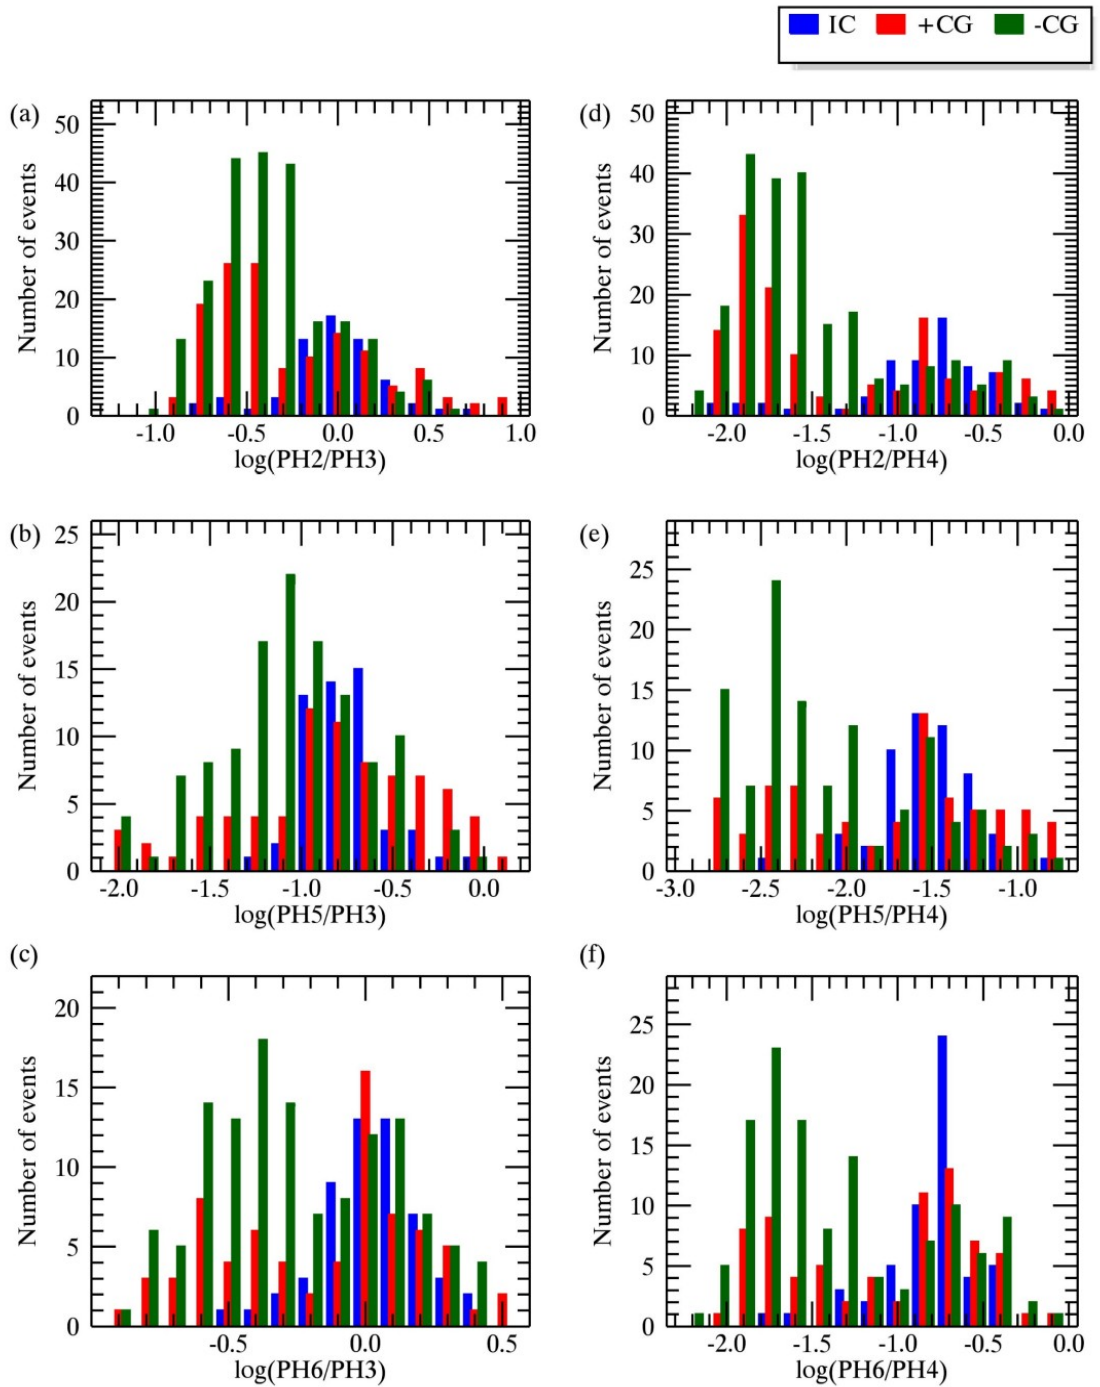 IC +CG -CG
(a)
Number of events
50
40
30
20
10
0
-1.0 -0.5 0.0 0.5 1.0
log(PH2/PH3)
(d)
Number of events
50
40
30
20
10
0
-2.0 -1.5 -1.0 -0.5 0.0
log(PH2/PH4)
(b)
Number of events
25
20
15
10
5
0
-2.0 -1.5 -1.0 -0.5 0.0
log(PH5/PH3)
(e)
Number of events
25
20
15
10
5
0
-3.0 -2.5 -2.0 -1.5 -1.0
log(PH5/PH4)
(c)
Number of events
20
15
10
5
0
-0.5 0.0 0.5
log(PH6/PH3)
(f)
Number of events
25
20
15
10
5
0
-2.0 -1.5 -1.0 -0.5 0.0
log(PH6/PH4)